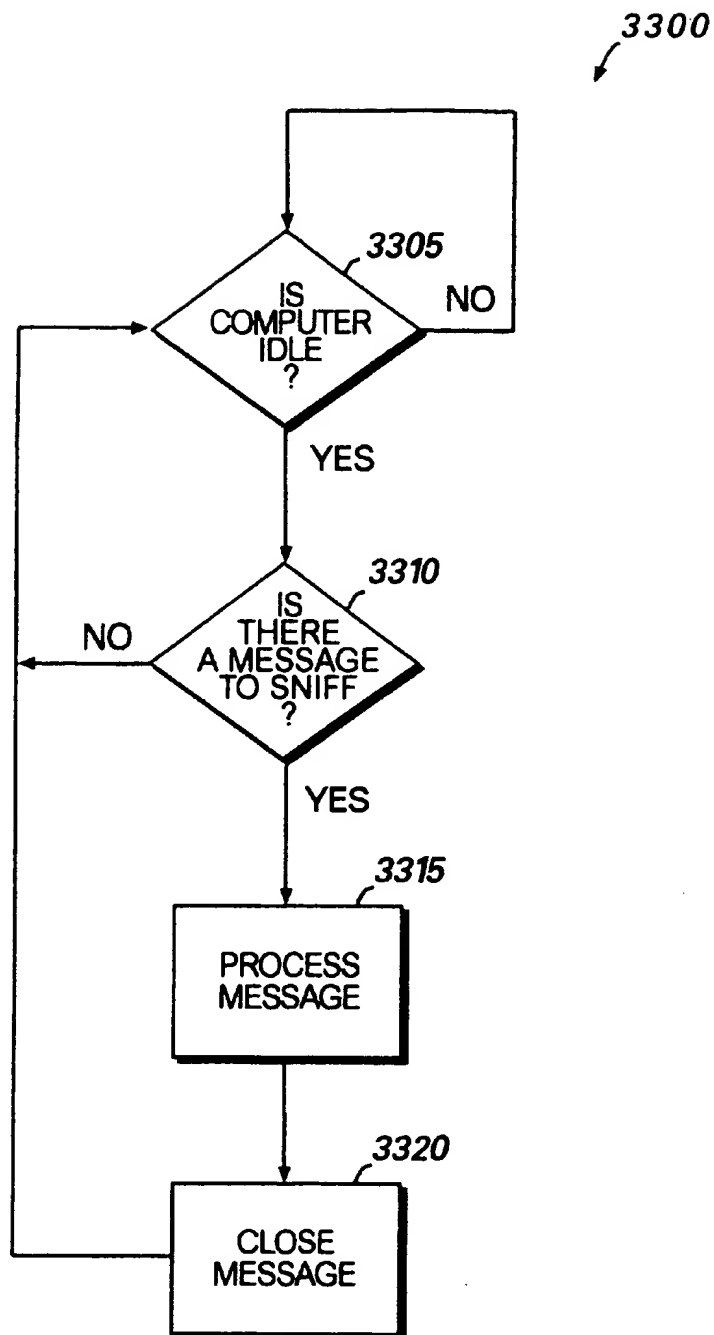 3300
3305
IS
COMPUTER
IDLE
?
NO
YES
3310
IS
THERE
A MESSAGE
TO SNIFF
?
NO
YES
3315
PROCESS
MESSAGE
3320
CLOSE
MESSAGE